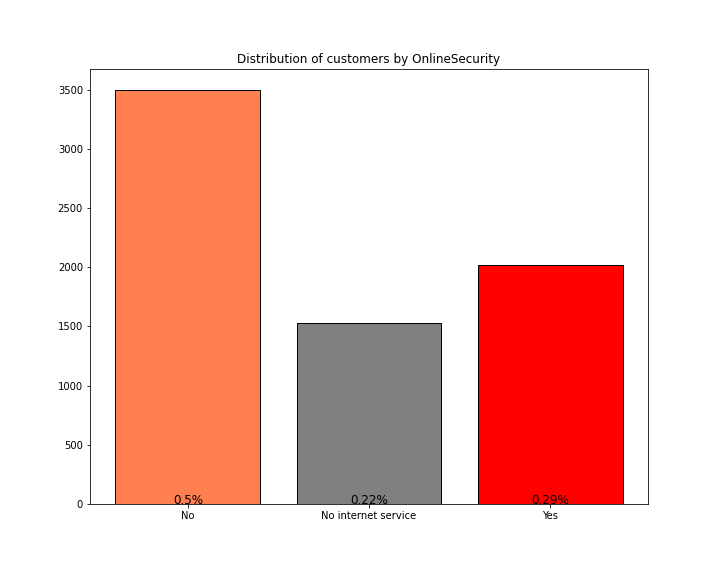 Distribution of customers by OnlineSecurity
3500
3000
2500
2000
1500
1000
500
0
0.5%
0.22%
0.29%
No
No internet service
Yes